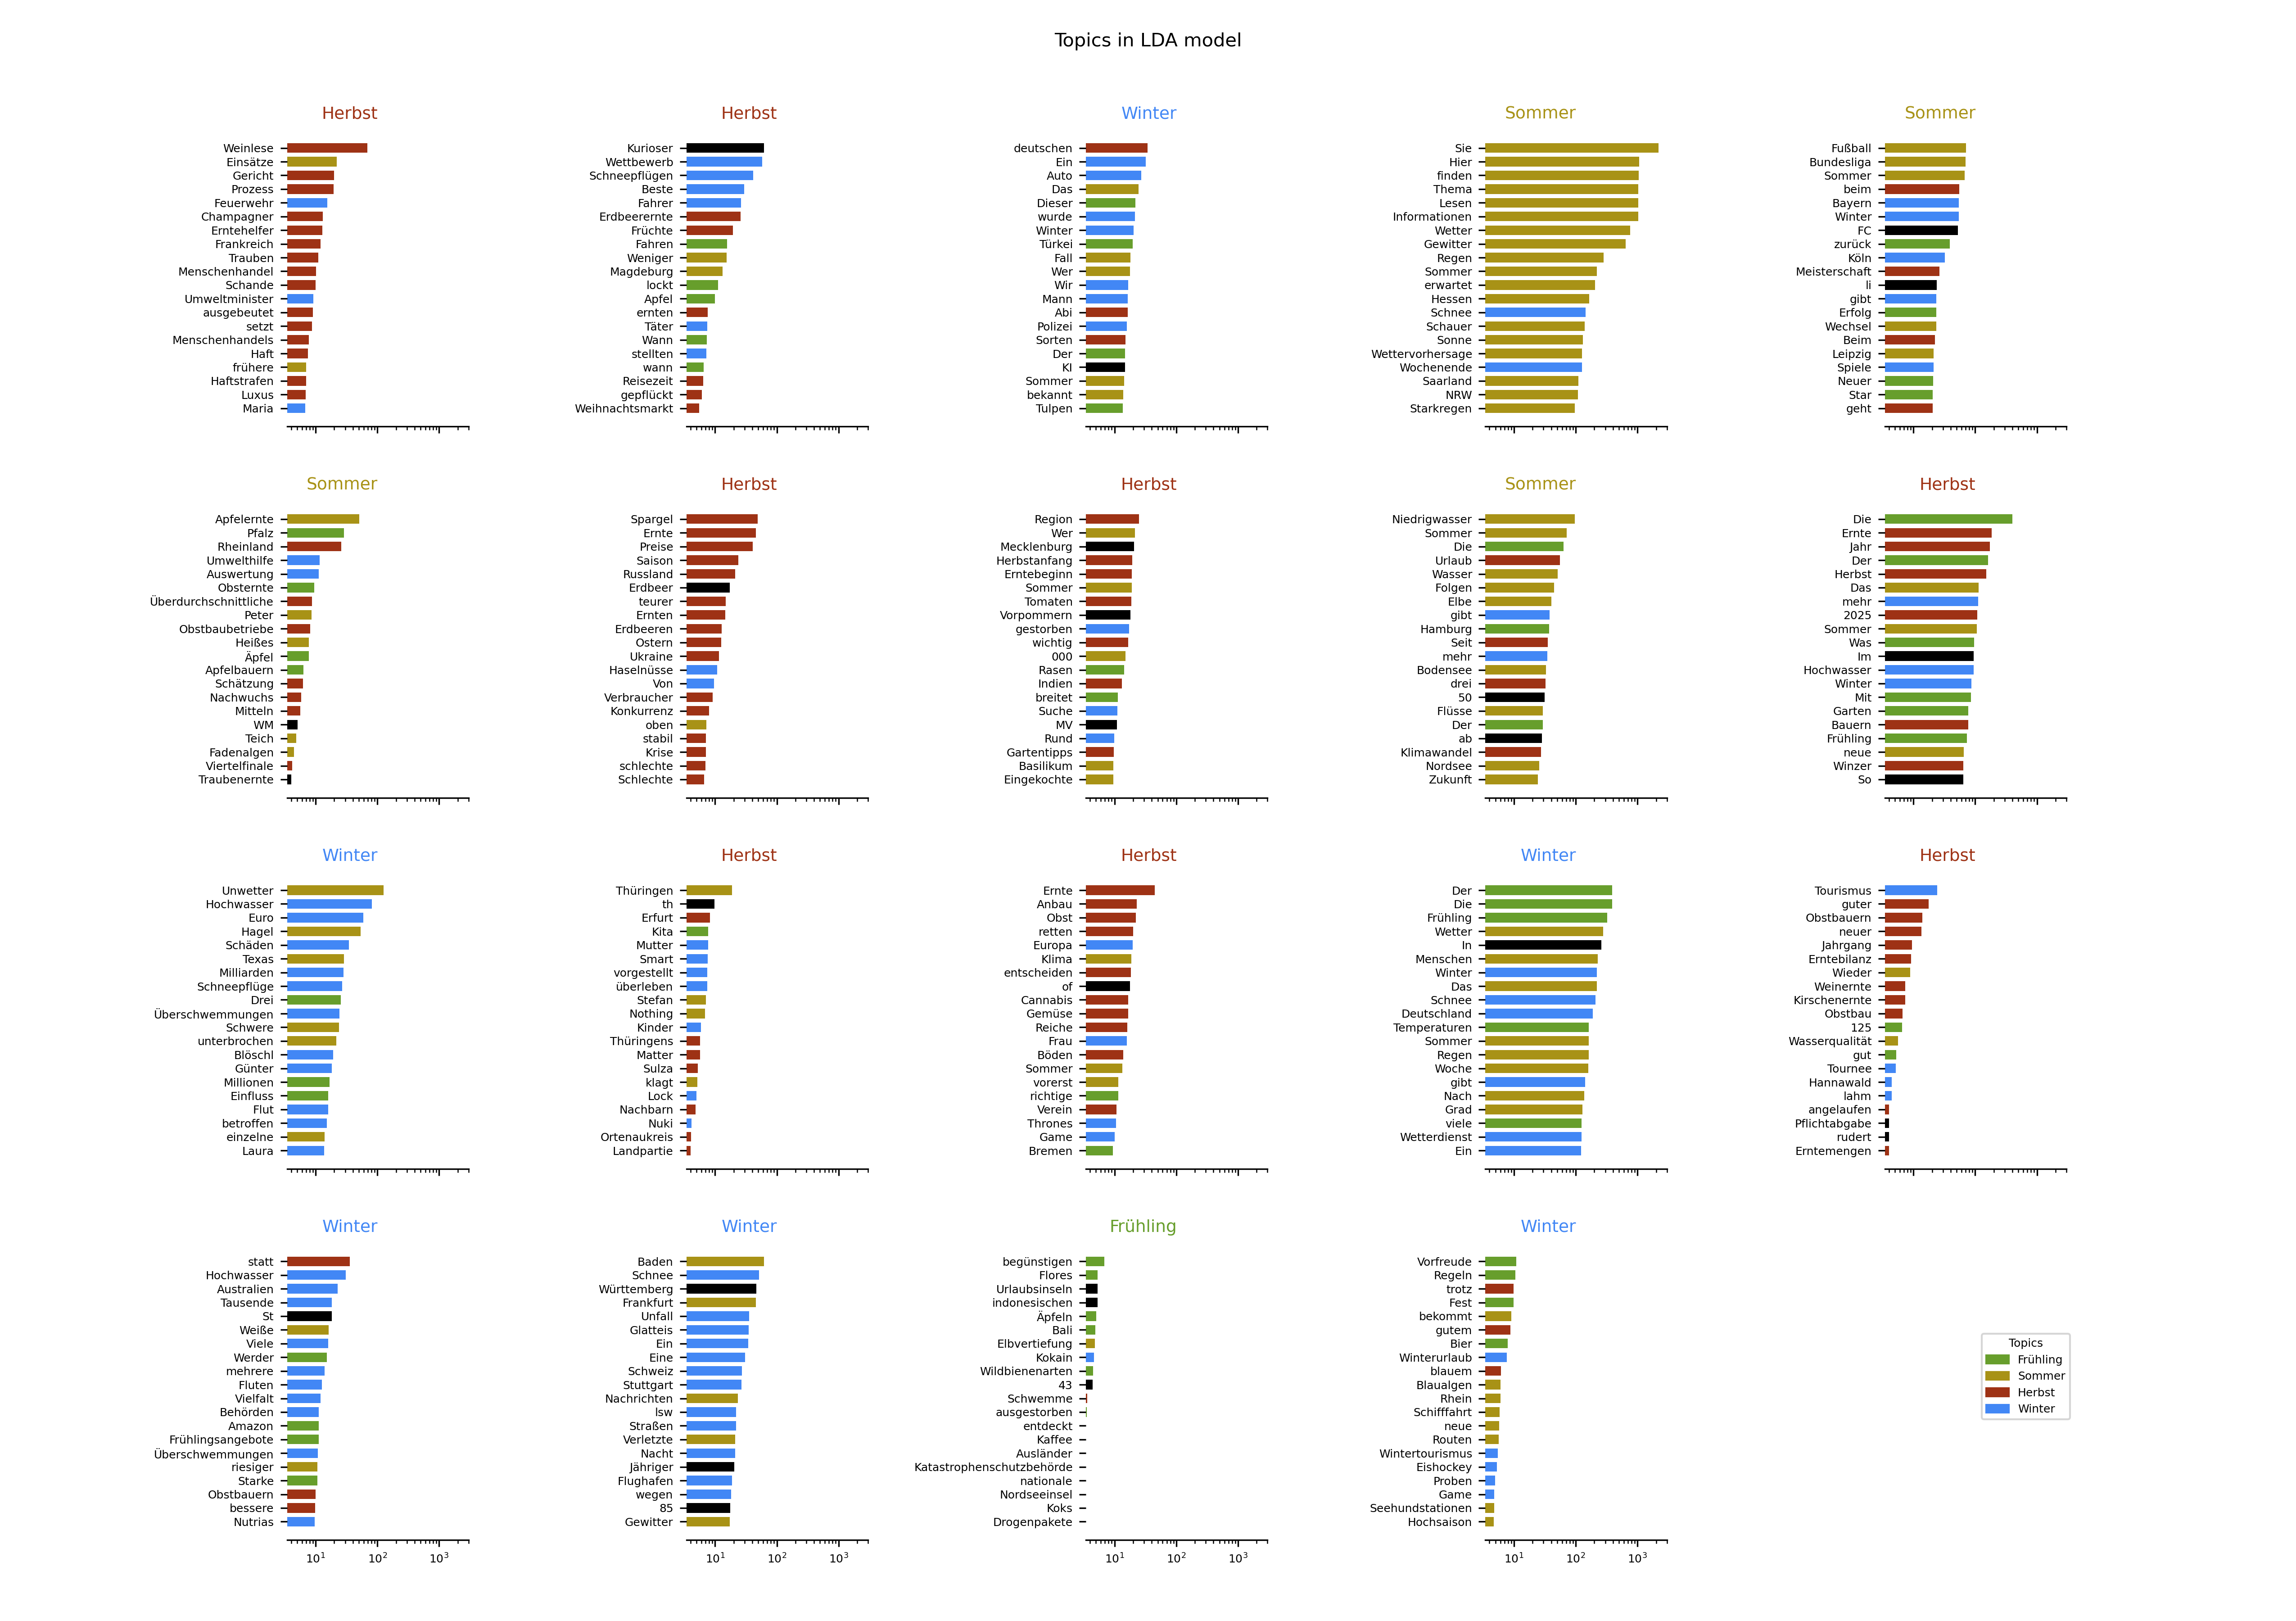 Topics in LDA model
Herbst
Weinlese
Einsätze
Gericht
Prozess
Feuerwehr
Champagner
Erntehelfer
Frankreich
Trauben
Menschenhandel
Schande
Umweltminister
ausgebeutet
setzt
Menschenhandels
Haft
frühere
Haftstrafen
Luxus
Maria
Herbst
Kurioser
Wettbewerb
Schneepflügen
Beste
Fahrer
Erdbeerernte
Früchte
Fahren
Weniger
Magdeburg
lockt
Apfel
ernten
Täter
Wann
stellten
wann
Reisezeit
gepflückt
Weihnachtsmarkt
Winter
deutschen
Ein
Auto
Das
Dieser
wurde
Winter
Türkei
Fall
Wer
Wir
Mann
Abi
Polizei
Sorten
Der
KI
Sommer
bekannt
Tulpen
Sommer
Sie
Hier
finden
Thema
Lesen
Informationen
Wetter
Gewitter
Regen
Sommer
erwartet
Hessen
Schnee
Schauer
Sonne
Wettervorhersage
Wochenende
Saarland
NRW
Starkregen
Sommer
Fußball
Bundesliga
Sommer
beim
Bayern
Winter
FC
zurück
Köln
Meisterschaft
li
gibt
Erfolg
Wechsel
Beim
Leipzig
Spiele
Neuer
Star
geht
Sommer
Apfelernte
Pfalz
Rheinland
Umwelthilfe
Auswertung
Obsternte
Überdurchschnittliche
Peter
Obstbaubetriebe
Heißes
Äpfel
Apfelbauern
Schätzung
Nachwuchs
Mitteln
WM
Teich
Fadenalgen
Viertelfinale
Traubenernte
Herbst
Spargel
Ernte
Preise
Saison
Russland
Erdbeer
teurer
Ernten
Erdbeeren
Ostern
Ukraine
Haselnüsse
Von
Verbraucher
Konkurrenz
oben
stabil
Krise
schlechte
Schlechte
Herbst
Region
Wer
Mecklenburg
Herbstanfang
Erntebeginn
Sommer
Tomaten
Vorpommern
gestorben
wichtig
000
Rasen
Indien
breitet
Suche
MV
Rund
Gartentipps
Basilikum
Eingekochte
Sommer
Niedrigwasser
Sommer
Die
Urlaub
Wasser
Folgen
Elbe
gibt
Hamburg
Seit
mehr
Bodensee
drei
50
Flüsse
Der
ab
Klimawandel
Nordsee
Zukunft
Herbst
Die
Ernte
Jahr
Der
Herbst
Das
mehr
2025
Sommer
Was
Im
Hochwasser
Winter
Mit
Garten
Bauern
Frühling
neue
Winzer
So
Winter
Unwetter
Hochwasser
Euro
Hagel
Schäden
Texas
Milliarden
Schneepflüge
Drei
Überschwemmungen
Schwere
unterbrochen
Blöschl
Günter
Millionen
Einfluss
Flut
betroffen
einzelne
Laura
Herbst
Thüringen
th
Erfurt
Kita
Mutter
Smart
vorgestellt
überleben
Stefan
Nothing
Kinder
Thüringens
Matter
Sulza
klagt
Lock
Nachbarn
Nuki
Ortenaukreis
Landpartie
Herbst
Ernte
Anbau
Obst
retten
Europa
Klima
entscheiden
of
Cannabis
Gemüse
Reiche
Frau
Böden
Sommer
vorerst
richtige
Verein
Thrones
Game
Bremen
Winter
Der
Die
Frühling
Wetter
In
Menschen
Winter
Das
Schnee
Deutschland
Temperaturen
Sommer
Regen
Woche
gibt
Nach
Grad
viele
Wetterdienst
Ein
Herbst
Tourismus
guter
Obstbauern
neuer
Jahrgang
Erntebilanz
Wieder
Weinernte
Kirschenernte
Obstbau
125
Wasserqualität
gut
Tournee
Hannawald
lahm
angelaufen
Pflichtabgabe
rudert
Erntemengen
Winter
statt
Hochwasser
Australien
Tausende
St
Weiße
Viele
Werder
mehrere
Fluten
Vielfalt
Behörden
Amazon
Frühlingsangebote
Überschwemmungen
riesiger
Starke
Obstbauern
bessere
Nutrias
10¹ 10² 10³
Winter
Baden
Schnee
Württemberg
Frankfurt
Unfall
Glatteis
Ein
Eine
Schweiz
Stuttgart
Nachrichten
lsw
Straßen
Verletzte
Nacht
Jähriger
Flughafen
wegen
85
Gewitter
10¹ 10² 10³
Frühling
begünstigen
Flores
Urlaubsinseln
indonesischen
Äpfeln
Bali
Elbvertiefung
Kokain
Wildbienenarten
43
Schwemme
ausgestorben
entdeckt
Kaffee
Ausländer
Katastrophenschutzbehörde
nationale
Nordseeinsel
Koks
Drogenpakete
10¹ 10² 10³
Winter
Vorfreude
Regeln
trotz
Fest
bekommt
gutem
Bier
Winterurlaub
blauem
Blaualgen
Rhein
Schifffahrt
neue
Routen
Wintertourismus
Eishockey
Proben
Game
Seehundstationen
Hochsaison
10¹ 10² 10³
Topics
Frühling
Sommer
Herbst
Winter